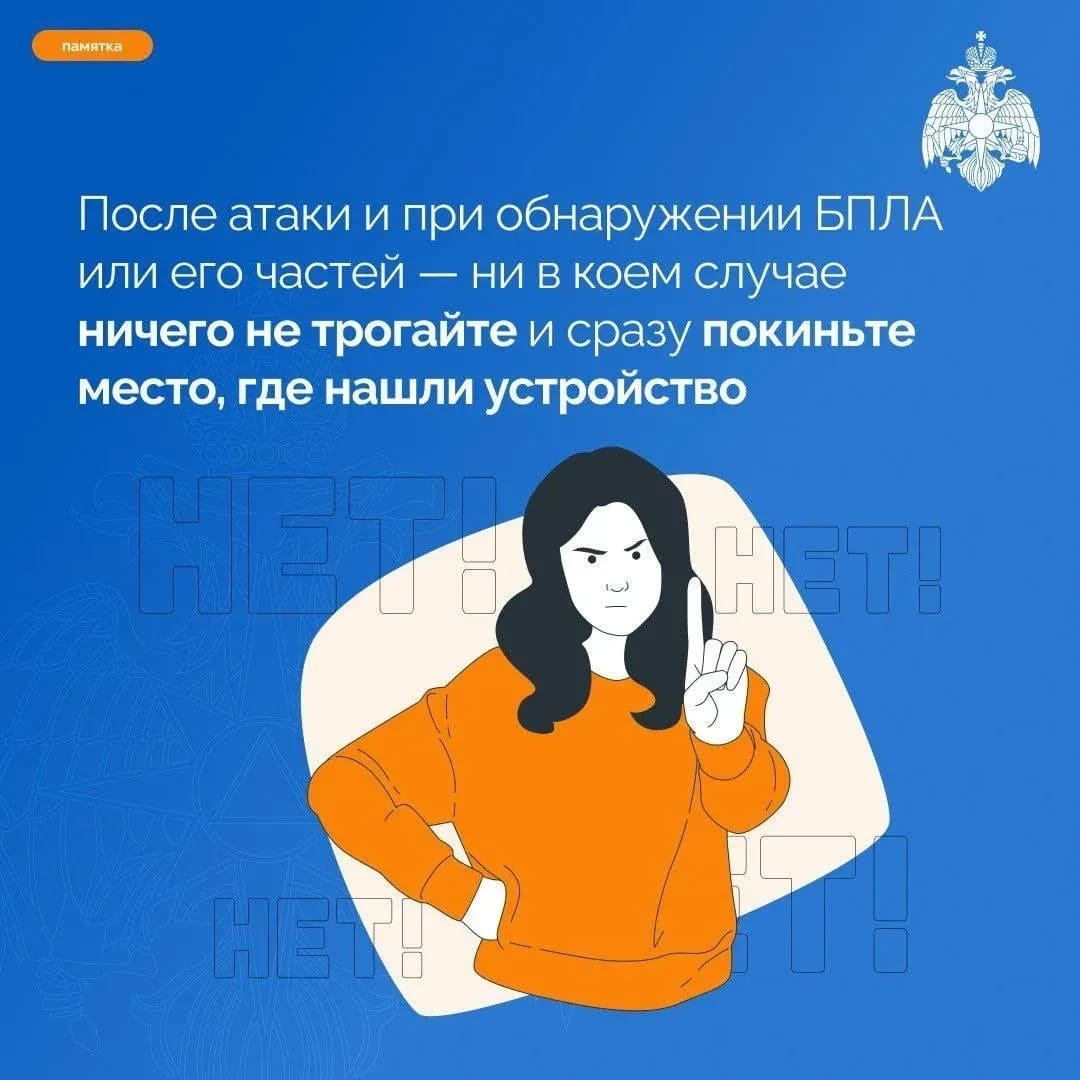 памятка
После атаки и при обнаружении БПЛА
или его частей — ни в коем случае
ничего не трогайте и сразу покиньте
место, где нашли устройство
НЕТ!
НЕТ!
ЕТ!
НЕТ!